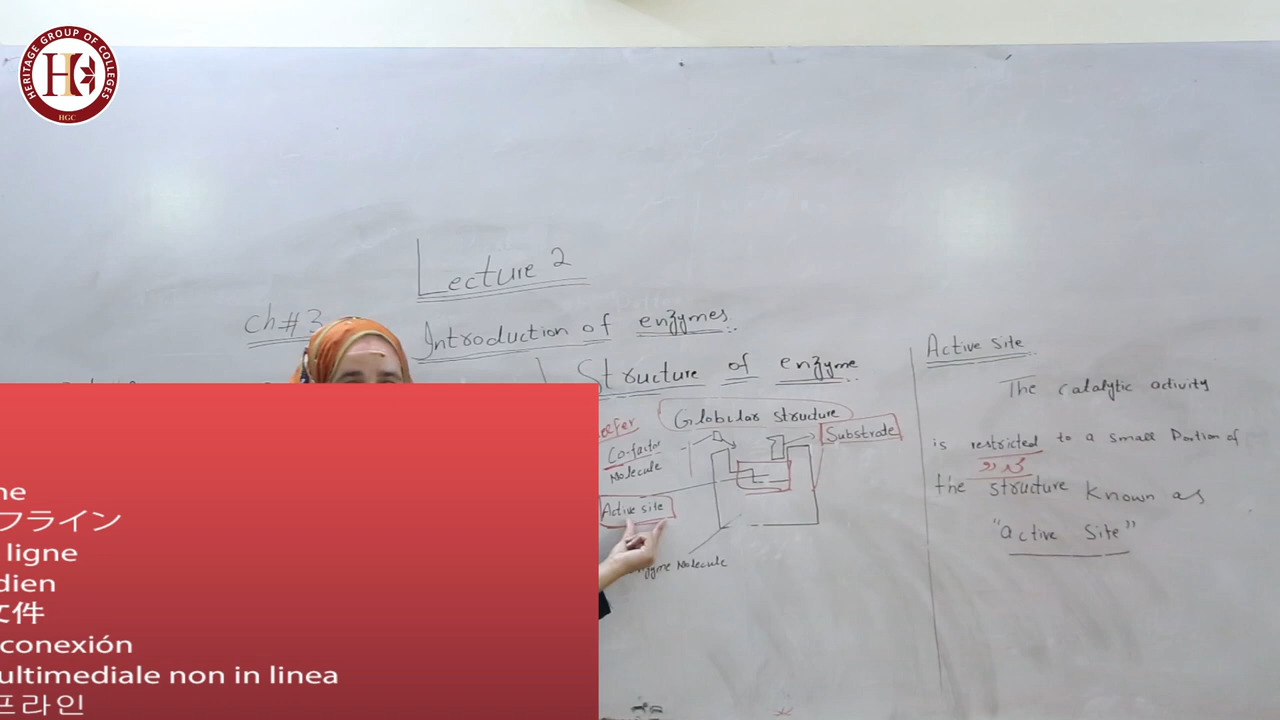 HERITAGE GROUP OF COLLEGES
HGC
Lecture 2
Ch#3
Introduction of enzymes
Structure of enzyme
Globular structure
Co-factor
Molecule
Substrate
Active site
Molecule
Active Site
The catalytic activity
is restricted to a small Portion of
the structure known as
"active Site"
ne
フライン
ligne
dien
文件
conexión
ultimediale non in linea
프라인